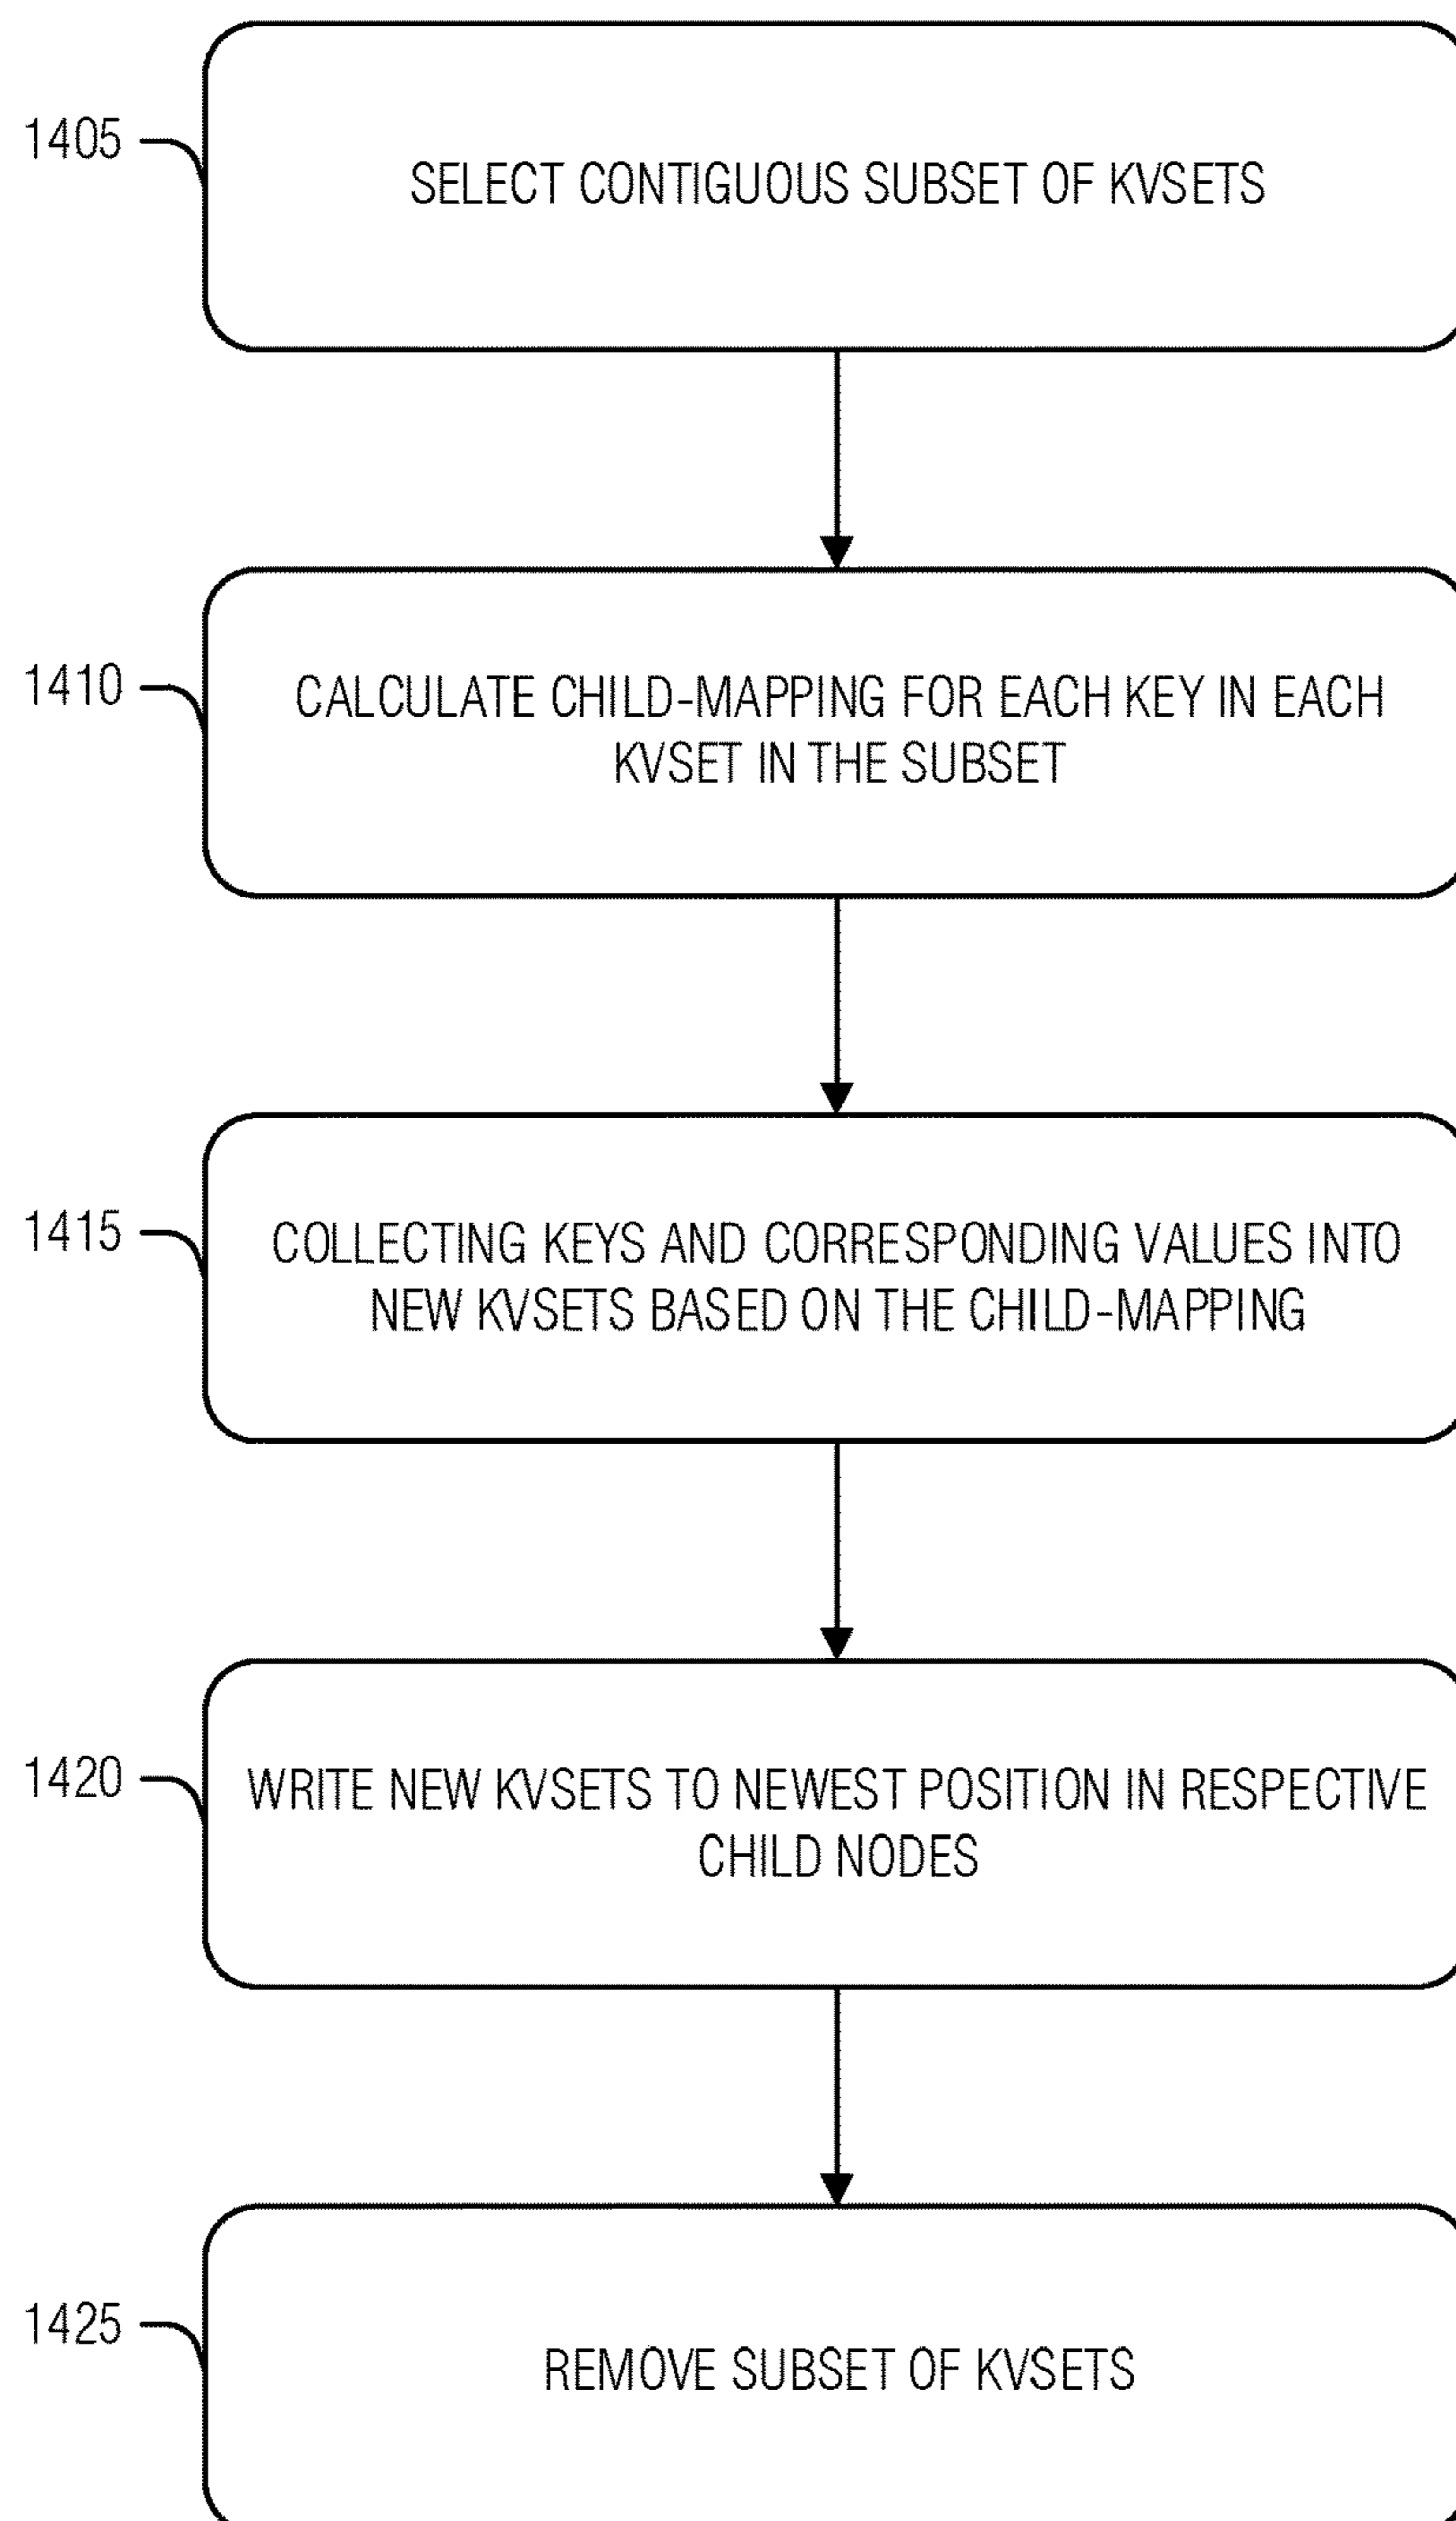 1405
SELECT CONTIGUOUS SUBSET OF KVSETS
1410
CALCULATE CHILD-MAPPING FOR EACH KEY IN EACH
KVSET IN THE SUBSET
1415
COLLECTING KEYS AND CORRESPONDING VALUES INTO
NEW KVSETS BASED ON THE CHILD-MAPPING
1420
WRITE NEW KVSETS TO NEWEST POSITION IN RESPECTIVE
CHILD NODES
1425
REMOVE SUBSET OF KVSETS